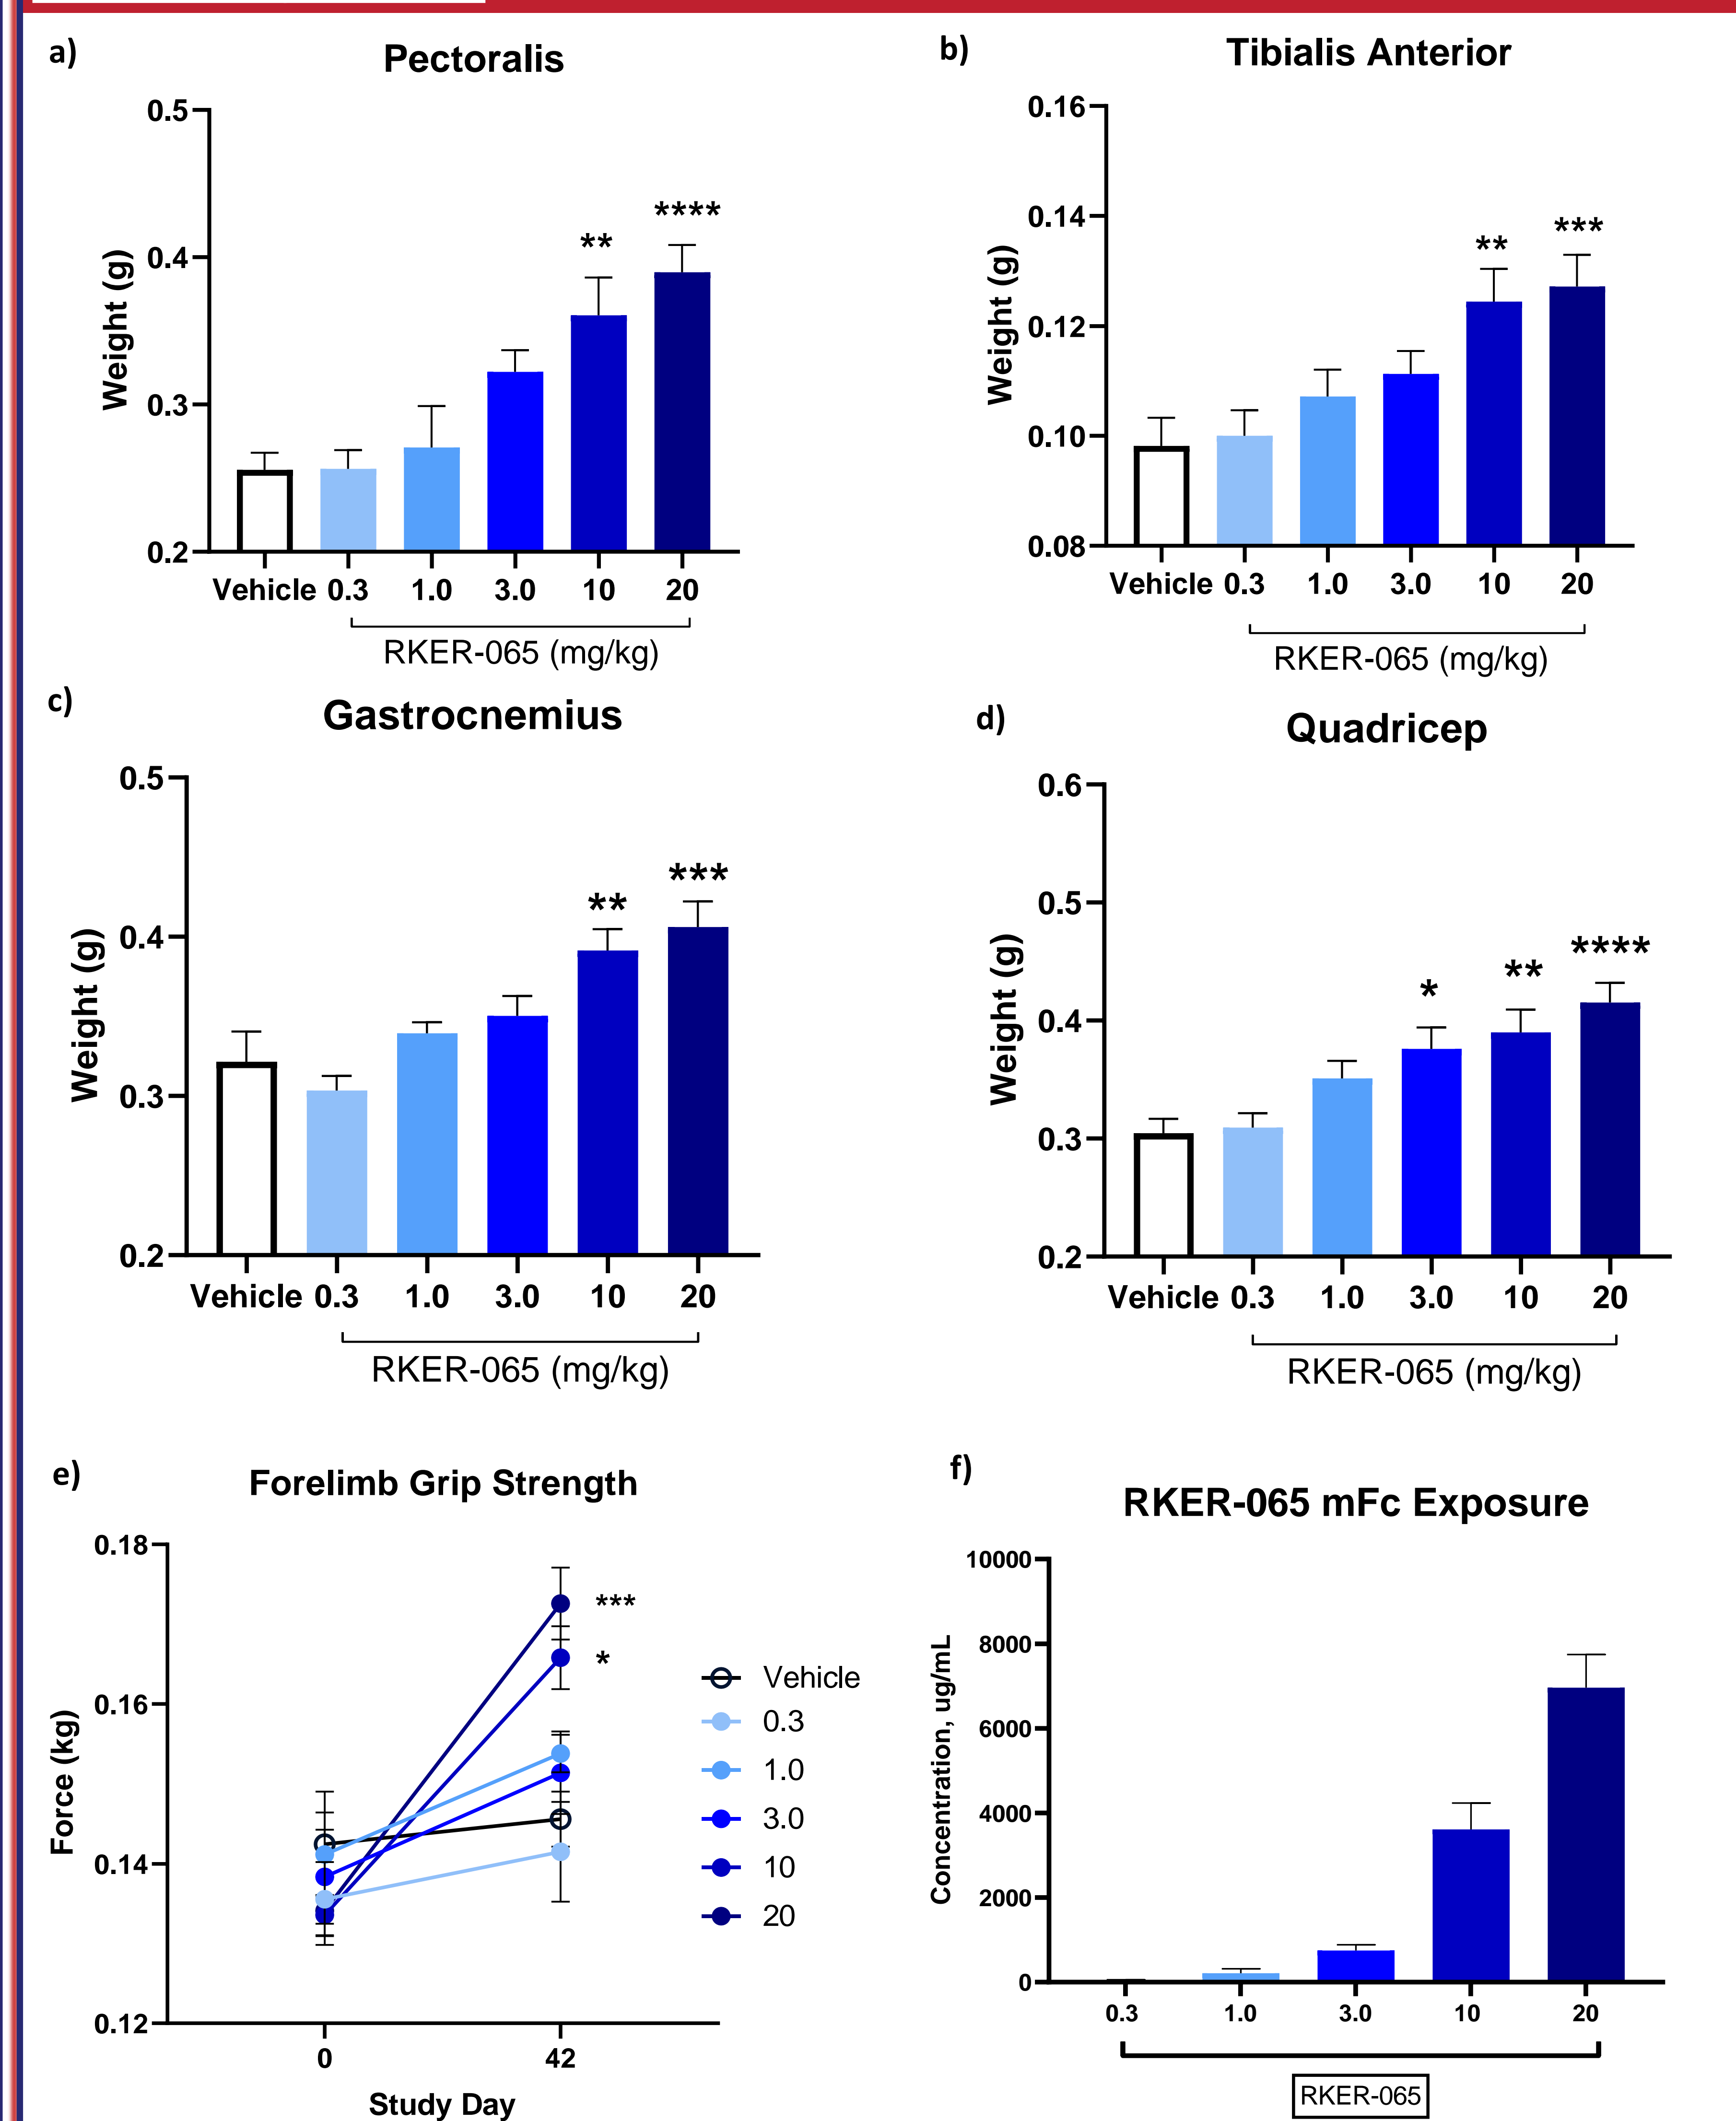 a)
Pectoralis
0.5
0.4
0.3
0.2
Weight (g)
**
****
Vehicle 0.3 1.0 3.0 10 20
RKER-065 (mg/kg)
b)
Tibialis Anterior
0.16
0.14
0.12
0.10
0.08
Weight (g)
**
***
Vehicle 0.3 1.0 3.0 10 20
RKER-065 (mg/kg)
c)
Gastrocnemius
0.5
0.4
0.3
0.2
Weight (g)
**
***
Vehicle 0.3 1.0 3.0 10 20
RKER-065 (mg/kg)
d)
Quadricep
0.6
0.5
0.4
0.3
0.2
Weight (g)
*
**
****
Vehicle 0.3 1.0 3.0 10 20
RKER-065 (mg/kg)
e)
Forelimb Grip Strength
0.18
0.16
0.14
0.12
Force (kg)
***
*
Vehicle
0.3
1.0
3.0
10
20
0 42
Study Day
f)
RKER-065 mFc Exposure
10000
8000
6000
4000
2000
0
Concentration, ug/mL
0.3 1.0 3.0 10 20
RKER-065